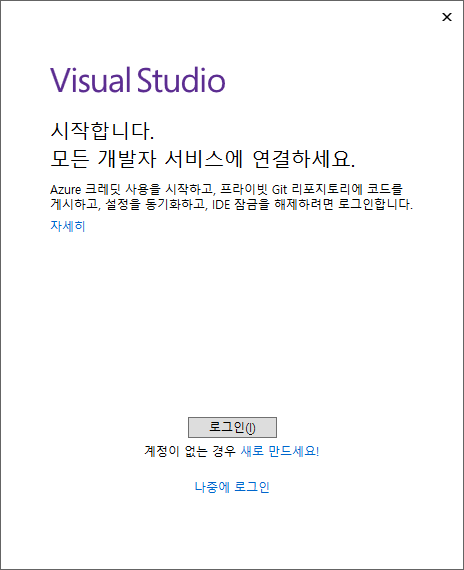 Visual Studio
시작합니다.
모든 개발자 서비스에 연결하세요.
Azure 크레딧 사용을 시작하고, 프라이빗 Git 리포지토리에 코드를
게시하고, 설정을 동기화하고, IDE 잠금을 해제하려면 로그인합니다.
자세히
로그인(I)
계정이 없는 경우 새로 만드세요!
나중에 로그인